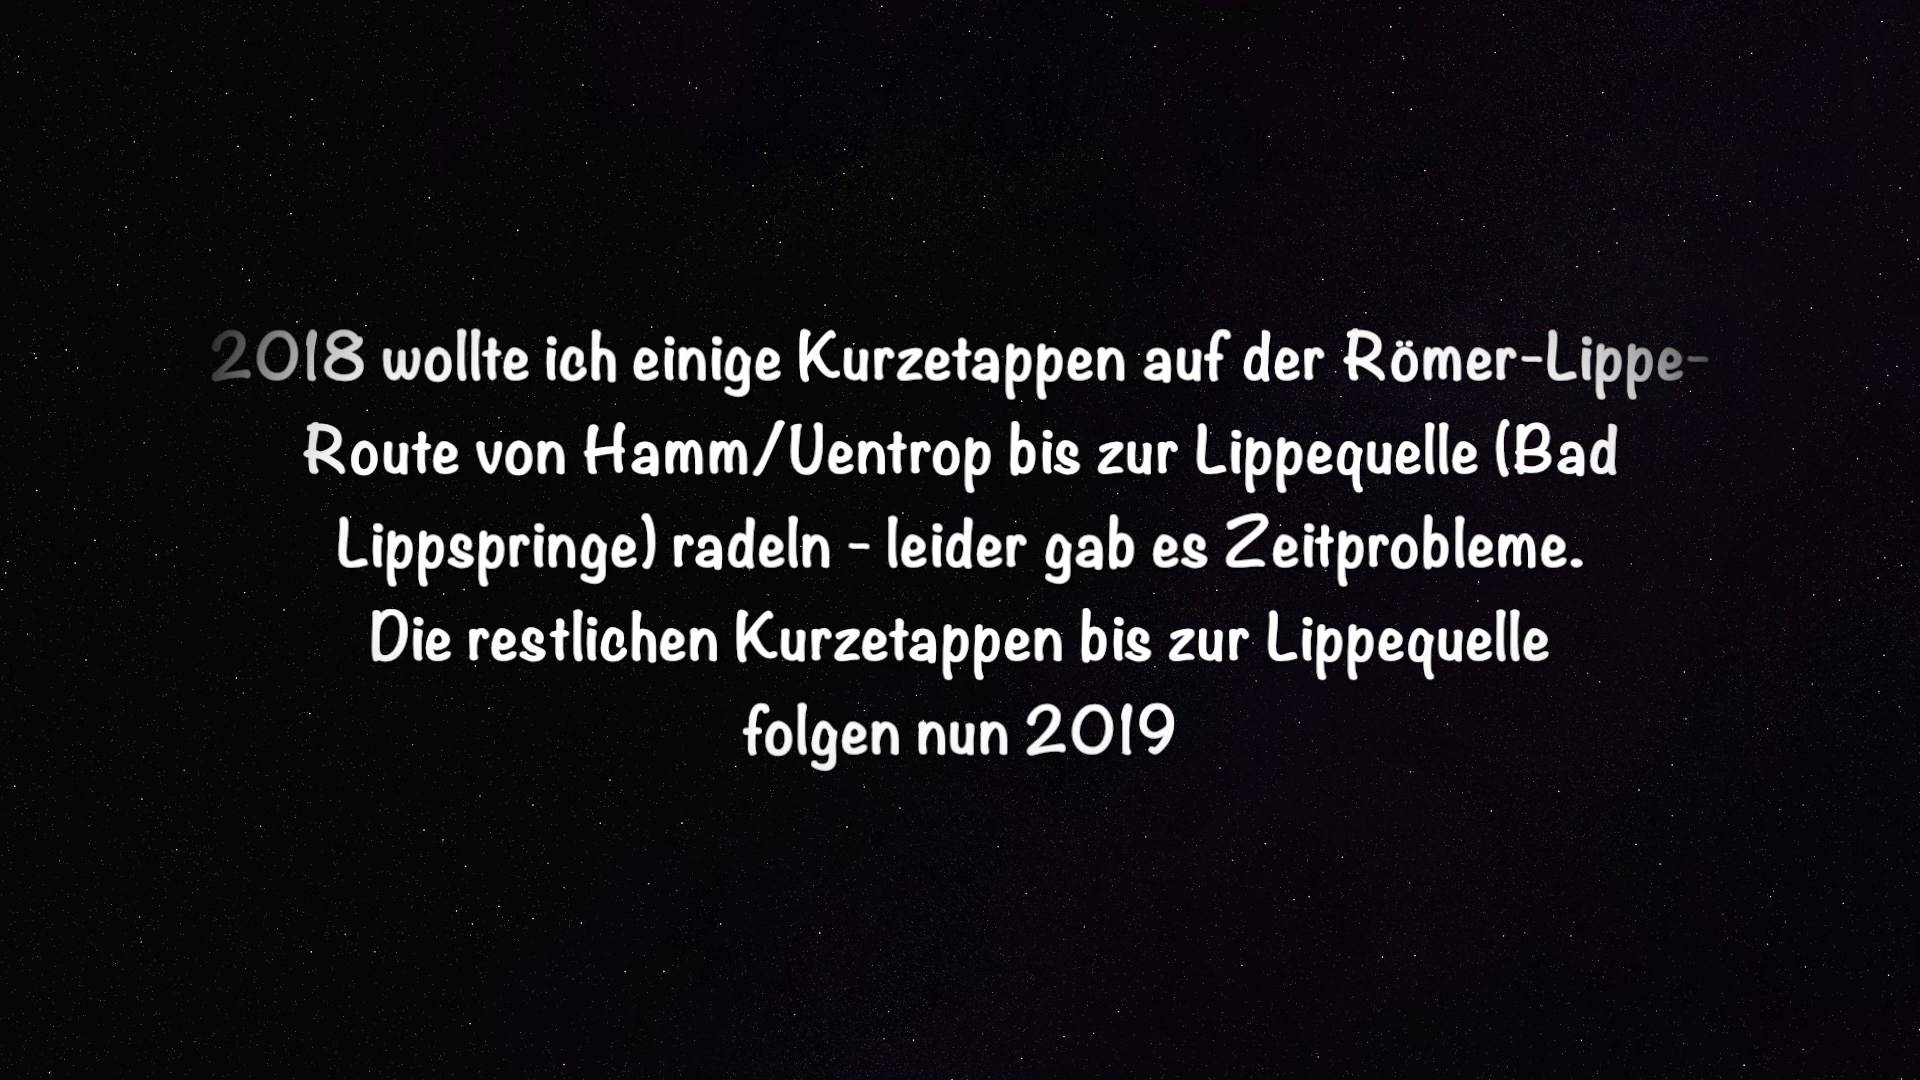 2018 wollte ich einige Kurzetappen auf der Römer-Lippe-
Route von Hamm/Uentrop bis zur Lippequelle (Bad
Lippspringe) radeln - leider gab es Zeitprobleme.
Die restlichen Kurzetappen bis zur Lippequelle
folgen nun 2019